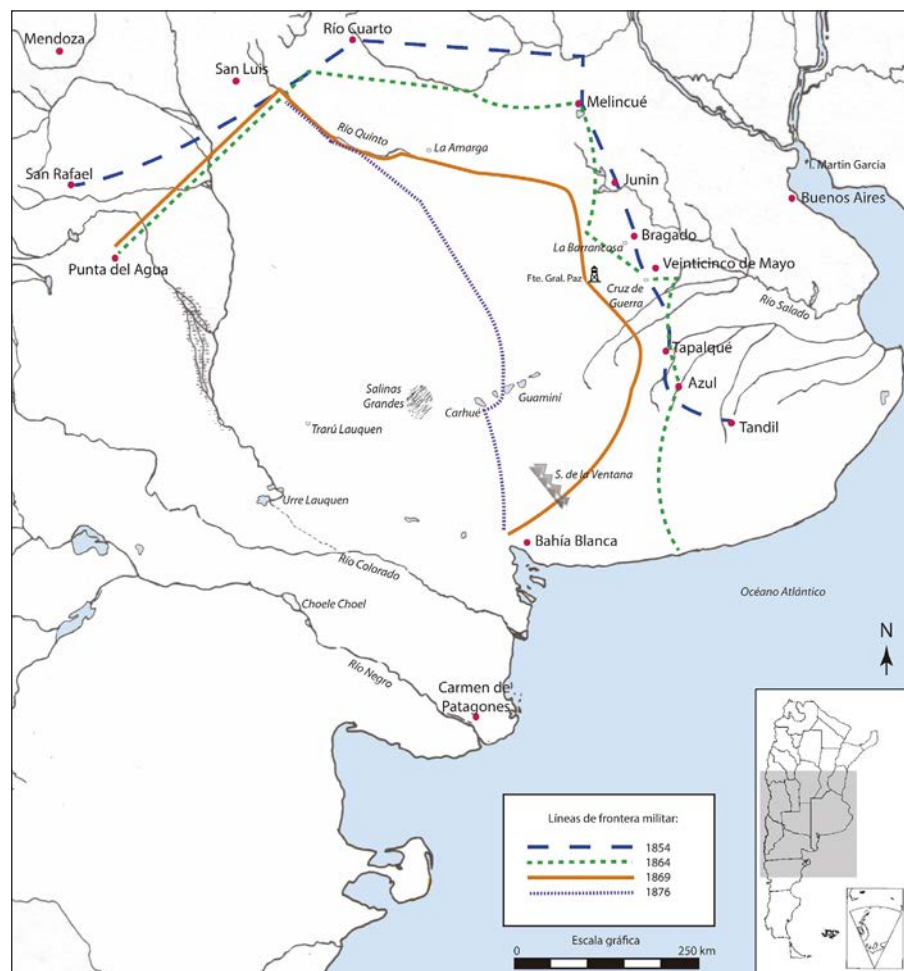 Mendoza
Río Cuarto
San Luis
Melincué
Río Quinto
La Amarga
I. Martín García
San Rafael
Junin
Buenos Aires
Bragado
La Barrancosa
Punta del Agua
Veinticinco de Mayo
Fte. Gral. Paz
Cruz de
Guerra
Río Salado
Tapalqué
Azul
Salinas
Grandes
Guaminí
Carhué
Trarú Lauquen
Tandil
S. de la Ventana
Urre Lauquen
Bahía Blanca
Río Colorado
Océano Atlántico
Choele Choel
N
Río Negro
Carmen de
Patagones
Líneas de frontera militar:
1854
1864
1869
1876
Escala gráfica
0
250 km